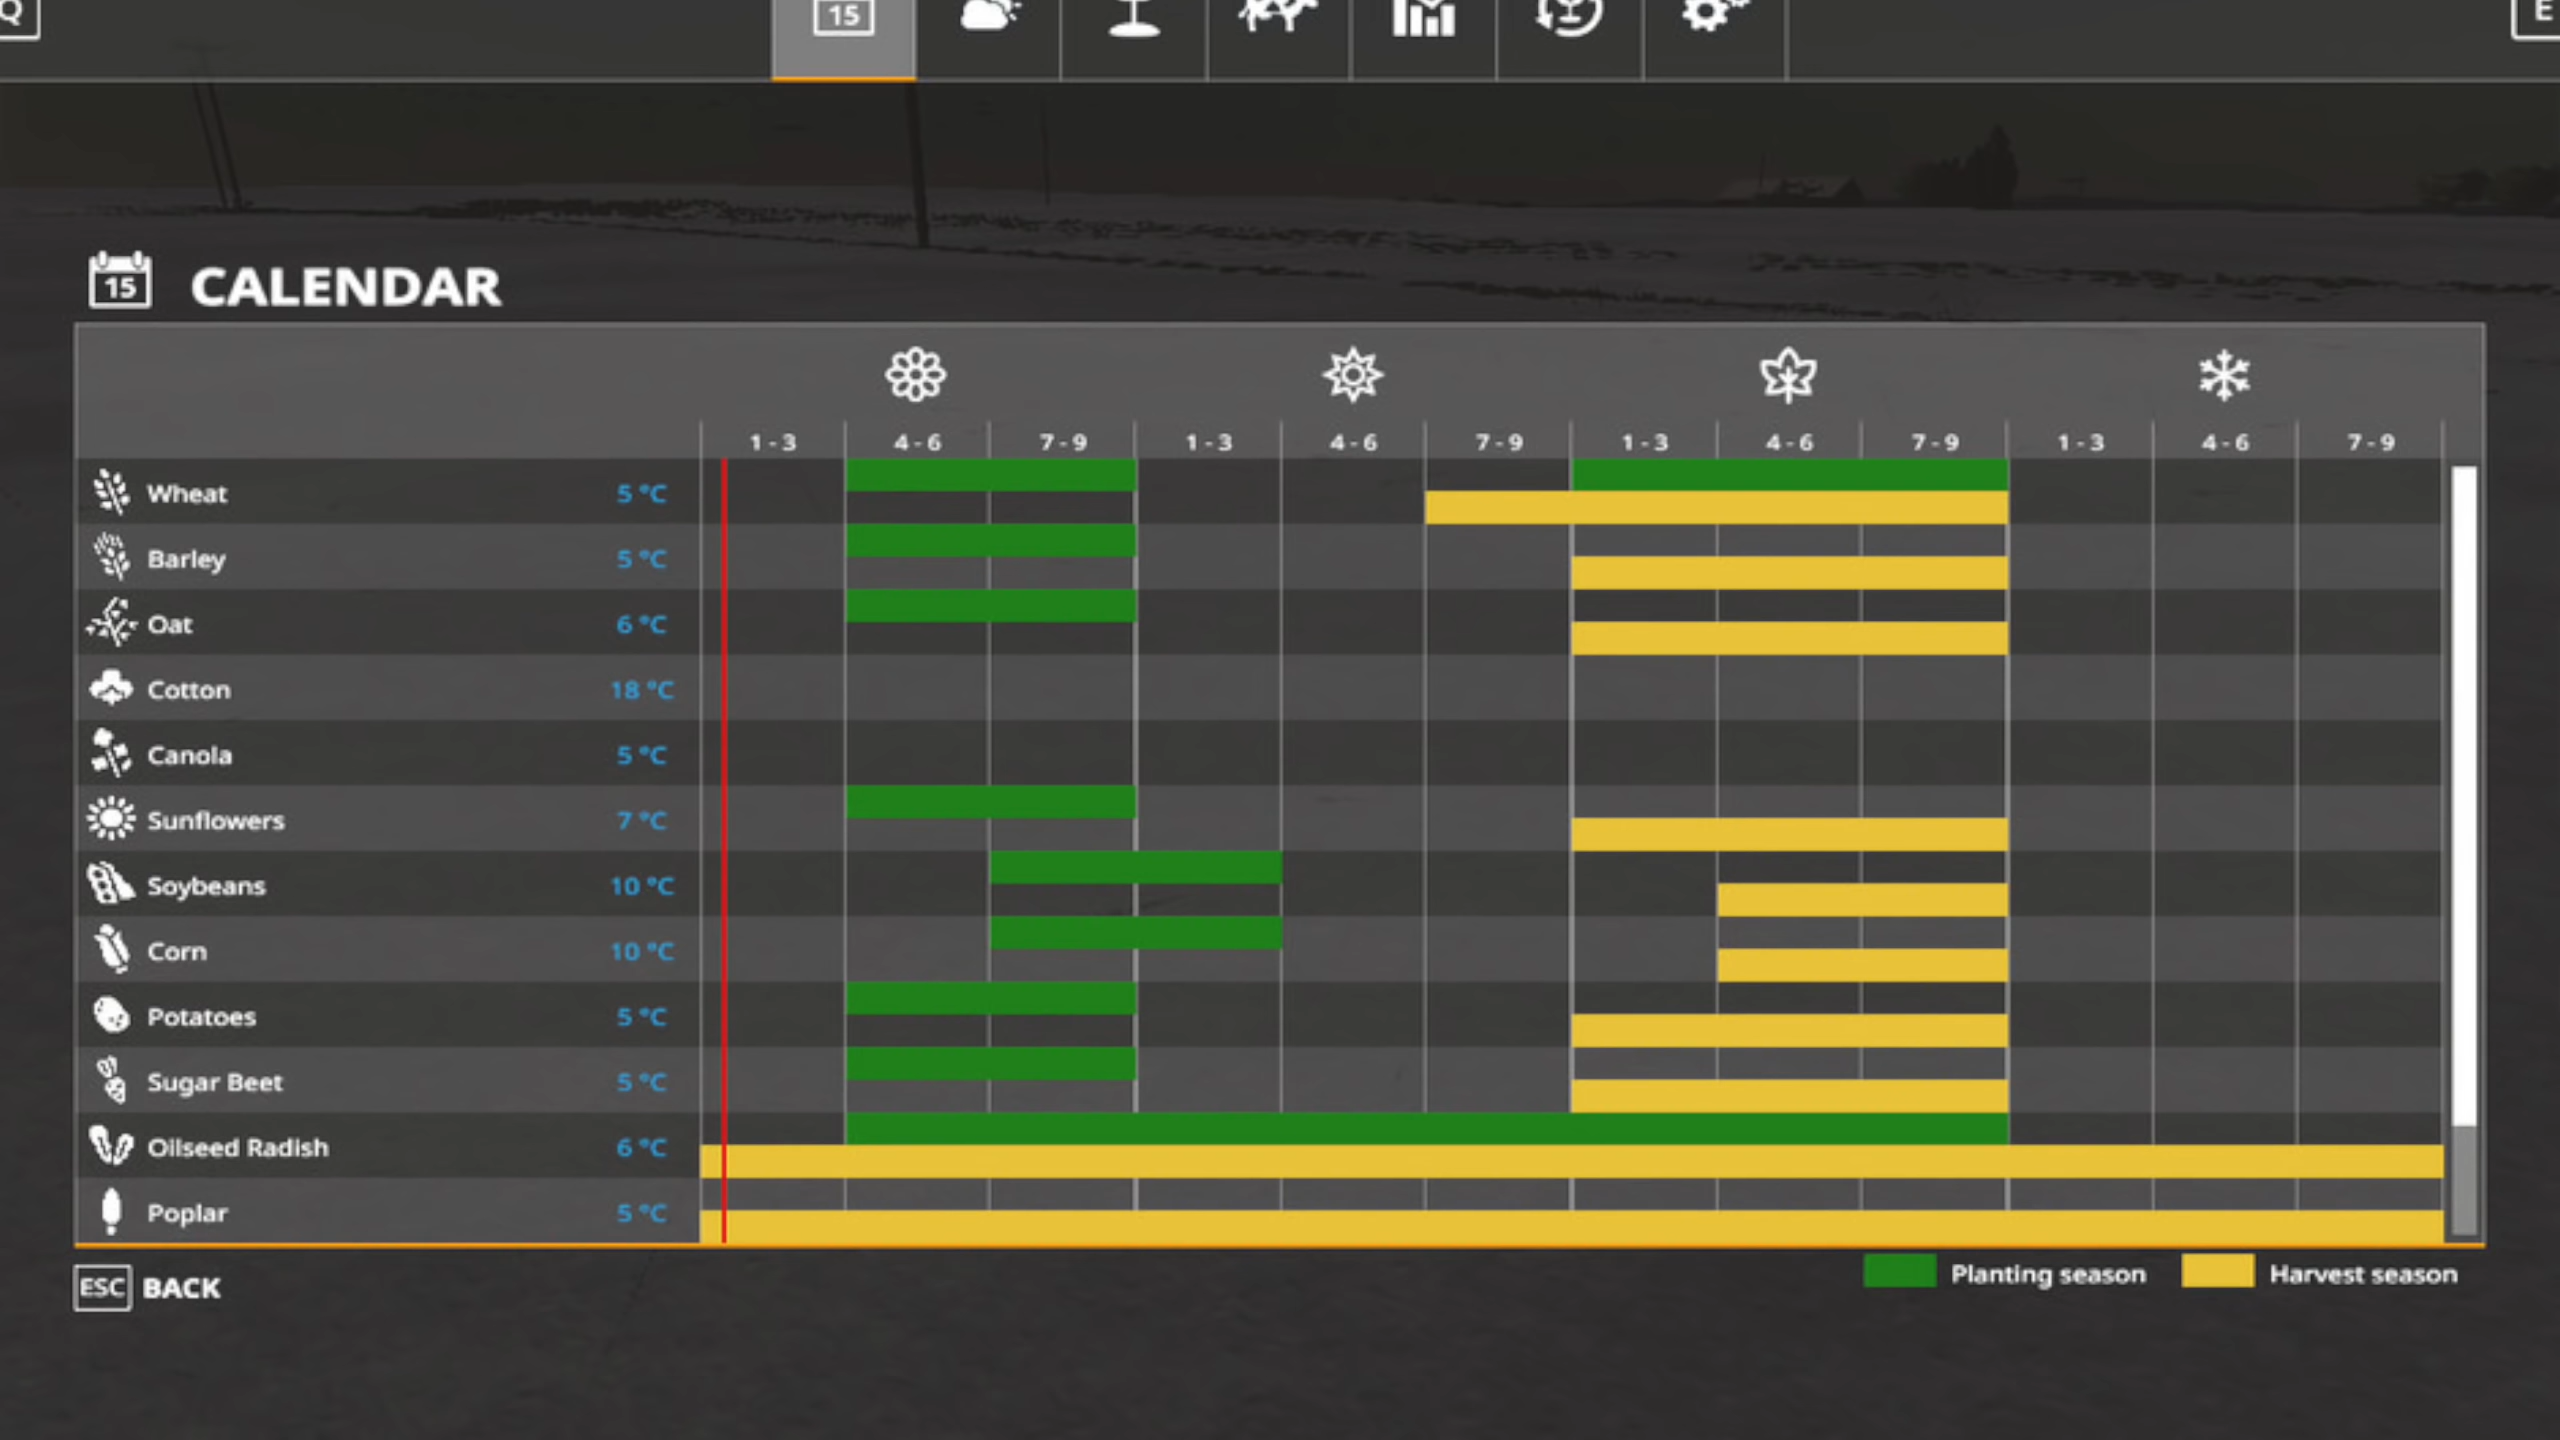 Q
15
E
15 CALENDAR
1 - 3 4 - 6 7 - 9 1 - 3 4 - 6 7 - 9 1 - 3 4 - 6 7 - 9 1 - 3 4 - 6 7 - 9
Wheat 5 °C
Barley 5 °C
Oat 6 °C
Cotton 18 °C
Canola 5 °C
Sunflowers 7 °C
Soybeans 10 °C
Corn 10 °C
Potatoes 5 °C
Sugar Beet 5 °C
Oilseed Radish 6 °C
Poplar 5 °C
ESC BACK
Planting season Harvest season